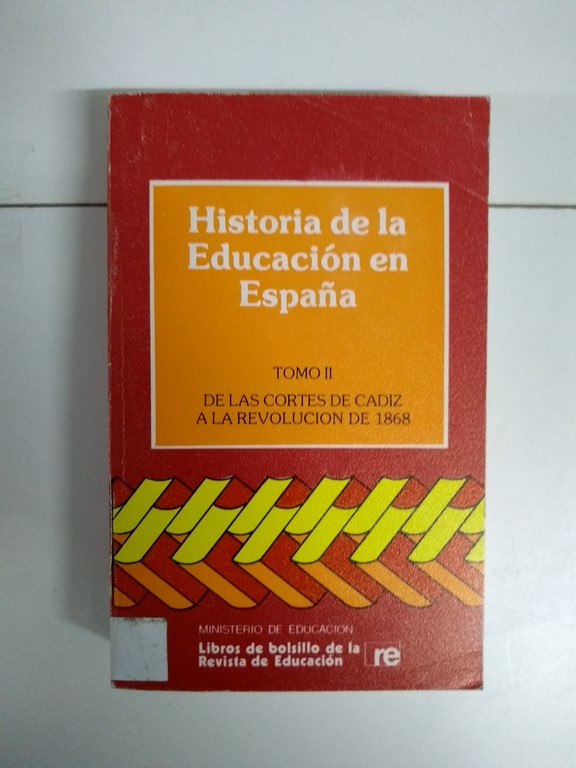 Historia de la
Educación en
España
TOMO II
DE LAS CORTES DE CADIZ
A LA REVOLUCION DE 1868
MINISTERIO DE EDUCACIÓN
Libros de bolsillo de la
Revista de Educación
re